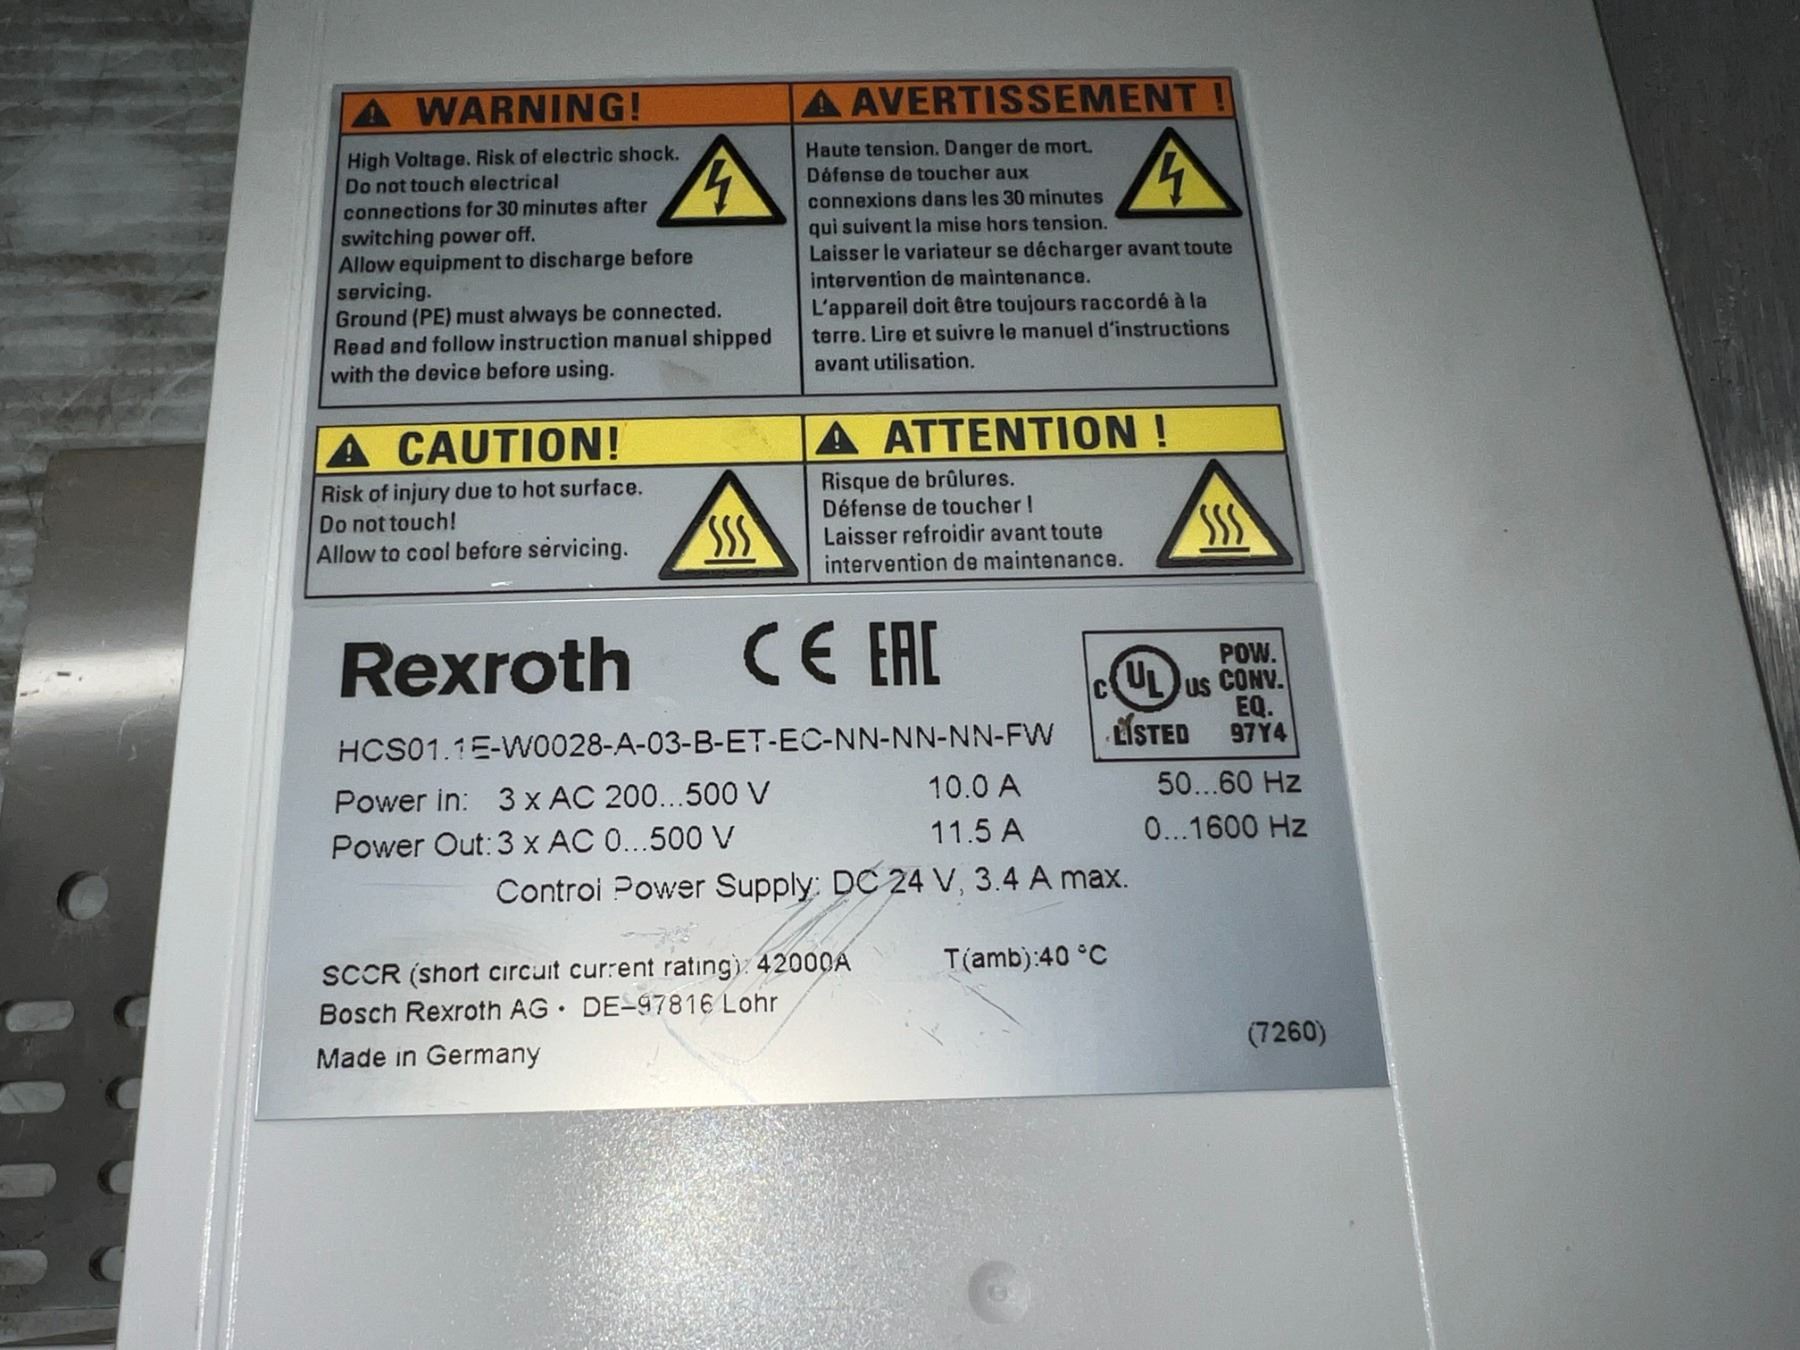 WARNING!
High Voltage. Risk of electric shock.
Do not touch electrical
connections for 30 minutes after
switching power off.
Allow equipment to discharge before
servicing.
Ground (PE) must always be connected.
Read and follow instruction manual shipped
with the device before using.
AVERTISSEMENT !
Haute tension. Danger de mort.
Défense de toucher aux
connexions dans les 30 minutes
qui suivent la mise hors tension.
Laisser le variateur se décharger avant toute
intervention de maintenance.
L'appareil doit être toujours raccordé à la
terre. Lire et suivre le manuel d'instructions
avant utilisation.
CAUTION!
Risk of injury due to hot surface.
Do not touch!
Allow to cool before servicing.
ATTENTION !
Risque de brûlures.
Défense de toucher !
Laisser refroidir avant toute
intervention de maintenance.
Rexroth CE EAC
C UL US LISTED
POW.
CONV.
EQ.
97Y4
HCS01.1E-W0028-A-03-B-ET-EC-NN-NN-NN-FW
Power in: 3 x AC 200...500 V 10.0 A 50...60 Hz
Power Out: 3 x AC 0...500 V 11.5 A 0...1600 Hz
Control Power Supply: DC 24 V, 3.4 A max.
SCCR (short circuit current rating): 42000A T(amb):40 °C
Bosch Rexroth AG • DE-97816 Lohr
Made in Germany (7260)